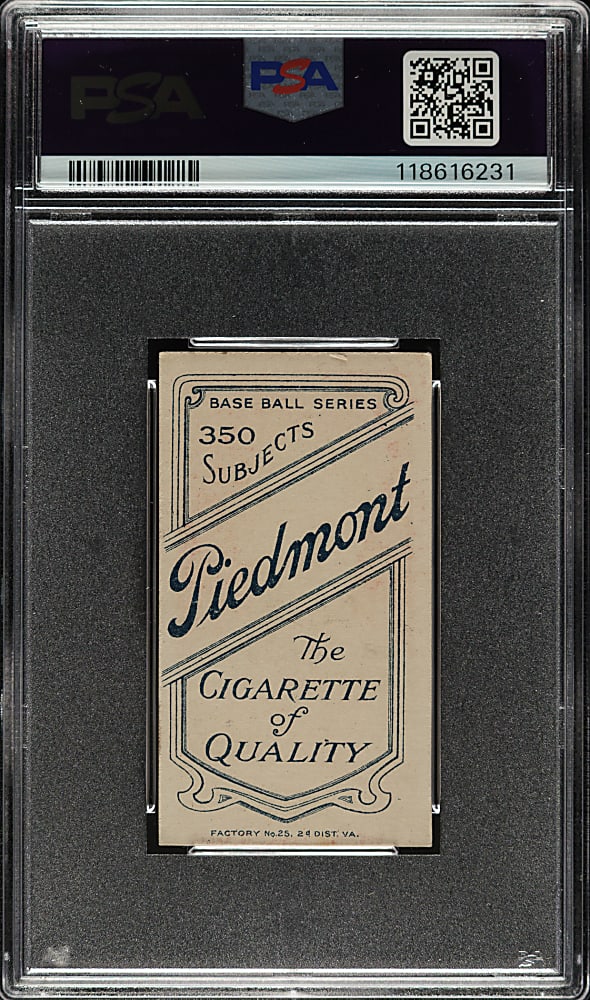 PSA
PSA
118616231
BASE BALL SERIES
350
SUBJECTS
Piedmont
The
CIGARETTE
of
QUALITY
FACTORY No. 25, 2d DIST. VA.